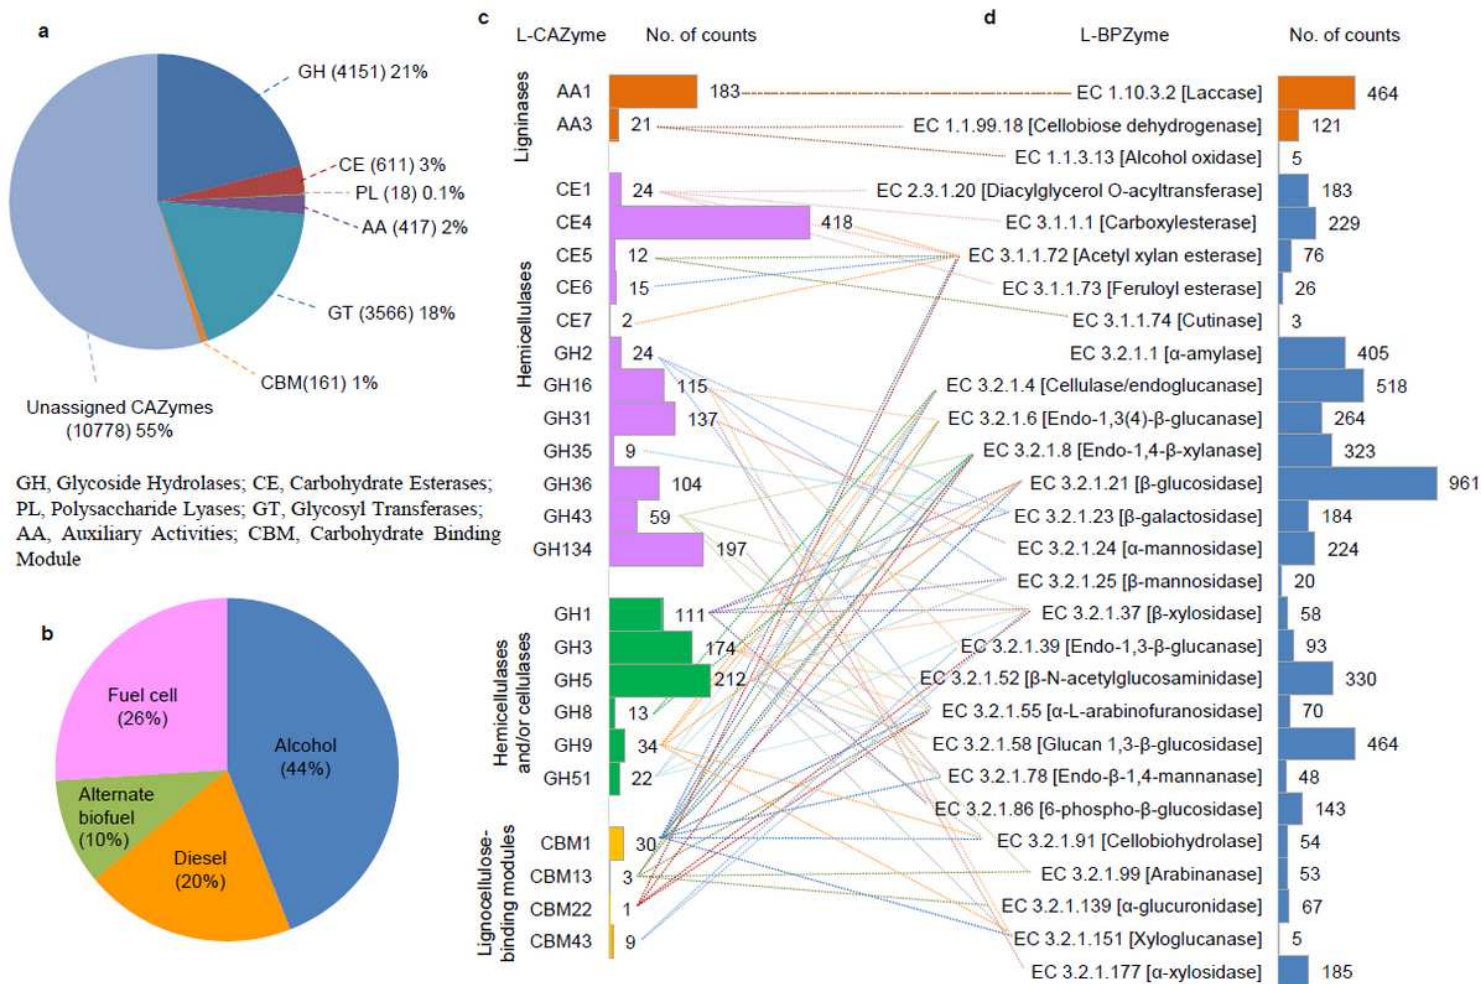 a
GH (4151) 21%
CE (611) 3%
PL (18) 0.1%
AA (417) 2%
GT (3566) 18%
CBM(161) 1%
Unassigned CAZymes
(10778) 55%
GH, Glycoside Hydrolases; CE, Carbohydrate Esterases;
PL, Polysaccharide Lyases; GT, Glycosyl Transferases;
AA, Auxiliary Activities; CBM, Carbohydrate Binding
Module
b
Fuel cell
(26%)
Alcohol
(44%)
Alternate
biofuel
(10%)
Diesel
(20%)
c
L-CAZyme No. of counts
Ligninases
AA1 183
AA3 21
Hemicellulases
CE1 24
CE4 418
CE5 12
CE6 15
CE7 2
GH2 24
GH16 115
GH31 137
GH35 9
GH36 104
GH43 59
GH134 197
Hemicellulases
and/or cellulases
GH1 111
GH3 174
GH5 212
GH8 13
GH9 34
GH51 22
Lignocellulose-
binding modules
CBM1 30
CBM13 3
CBM22 1
CBM43 9
d
L-BPZyme No. of counts
EC 1.10.3.2 [Laccase] 464
EC 1.1.99.18 [Cellobiose dehydrogenase] 121
EC 1.1.3.13 [Alcohol oxidase] 5
EC 2.3.1.20 [Diacylglycerol O-acyltransferase] 183
EC 3.1.1.1 [Carboxylesterase] 229
EC 3.1.1.72 [Acetyl xylan esterase] 76
EC 3.1.1.73 [Feruloyl esterase] 26
EC 3.1.1.74 [Cutinase] 3
EC 3.2.1.1 [α-amylase] 405
EC 3.2.1.4 [Cellulase/endoglucanase] 518
EC 3.2.1.6 [Endo-1,3(4)-β-glucanase] 264
EC 3.2.1.8 [Endo-1,4-β-xylanase] 323
EC 3.2.1.21 [β-glucosidase] 961
EC 3.2.1.23 [β-galactosidase] 184
EC 3.2.1.24 [α-mannosidase] 224
EC 3.2.1.25 [β-mannosidase] 20
EC 3.2.1.37 [β-xylosidase] 58
EC 3.2.1.39 [Endo-1,3-β-glucanase] 93
EC 3.2.1.52 [β-N-acetylglucosaminidase] 330
EC 3.2.1.55 [α-L-arabinofuranosidase] 70
EC 3.2.1.58 [Glucan 1,3-β-glucosidase] 464
EC 3.2.1.78 [Endo-β-1,4-mannanase] 48
EC 3.2.1.86 [6-phospho-β-glucosidase] 143
EC 3.2.1.91 [Cellobiohydrolase] 54
EC 3.2.1.99 [Arabinanase] 53
EC 3.2.1.139 [α-glucuronidase] 67
EC 3.2.1.151 [Xyloglucanase] 5
EC 3.2.1.177 [α-xylosidase] 185